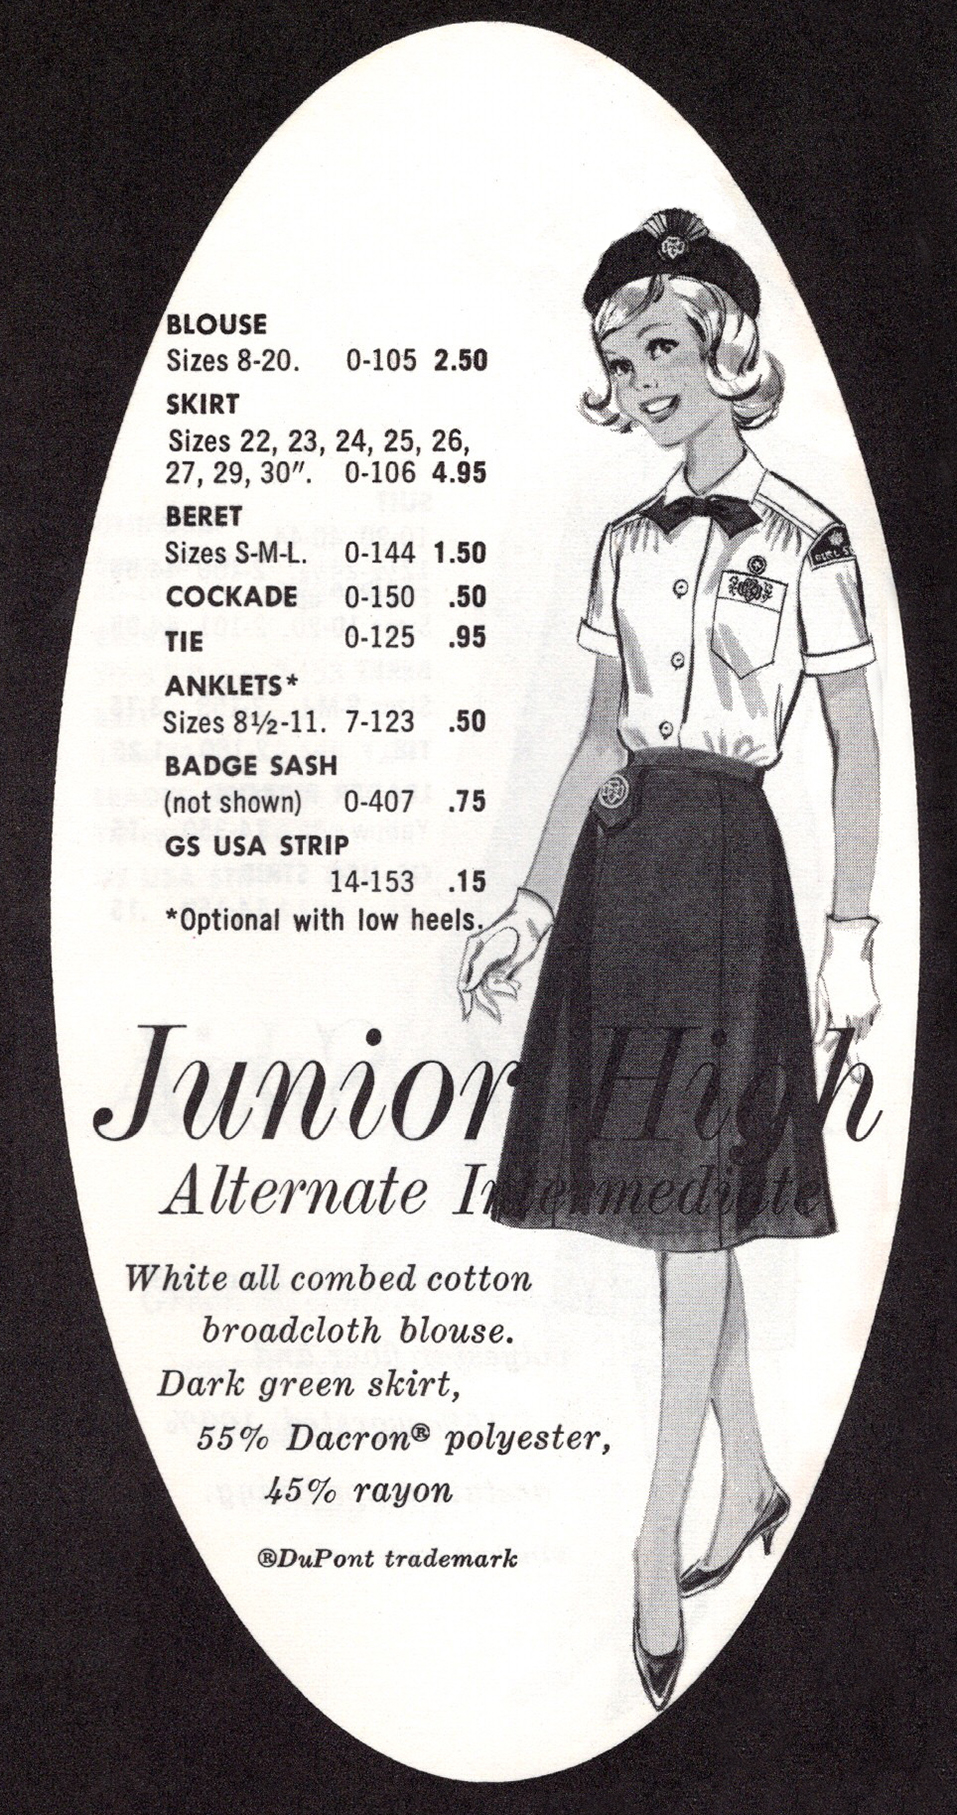 BLOUSE
Sizes 8-20. 0-105 2.50
SKIRT
Sizes 22, 23, 24, 25, 26,
27, 29, 30". 0-106 4.95
BERET
Sizes S-M-L. 0-144 1.50
COCKADE 0-150 .50
TIE 0-125 .95
ANKLETS*
Sizes 8½-11. 7-123 .50
BADGE SASH
(not shown) 0-407 .75
GS USA STRIP
14-153 .15
*Optional with low heels.
Junior High
Alternate Intermediate
White all combed cotton
broadcloth blouse.
Dark green skirt,
55% Dacron® polyester,
45% rayon
®DuPont trademark